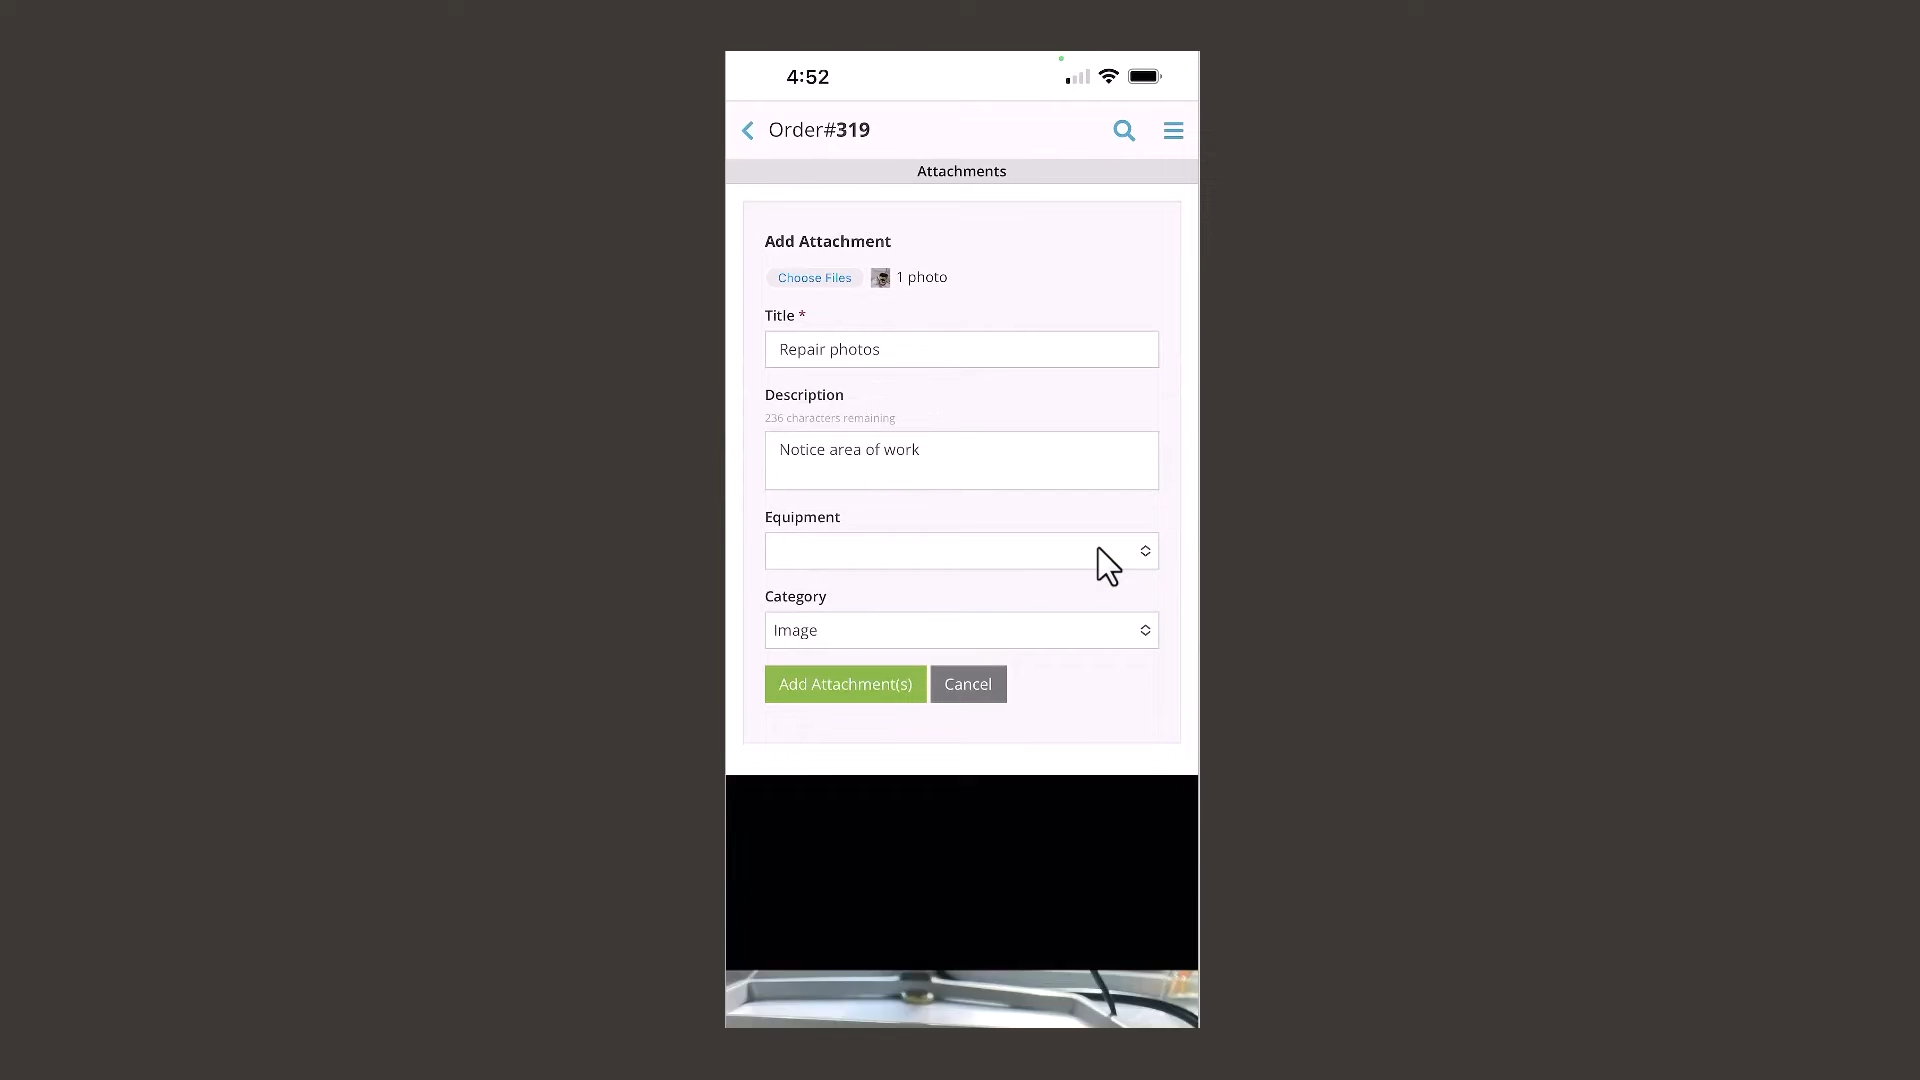 4:52
Order#319
Attachments
Add Attachment
Choose Files 1 photo
Title *
Repair photos
Description
236 characters remaining
Notice area of work
Equipment
Category
Image
Add Attachment(s) Cancel